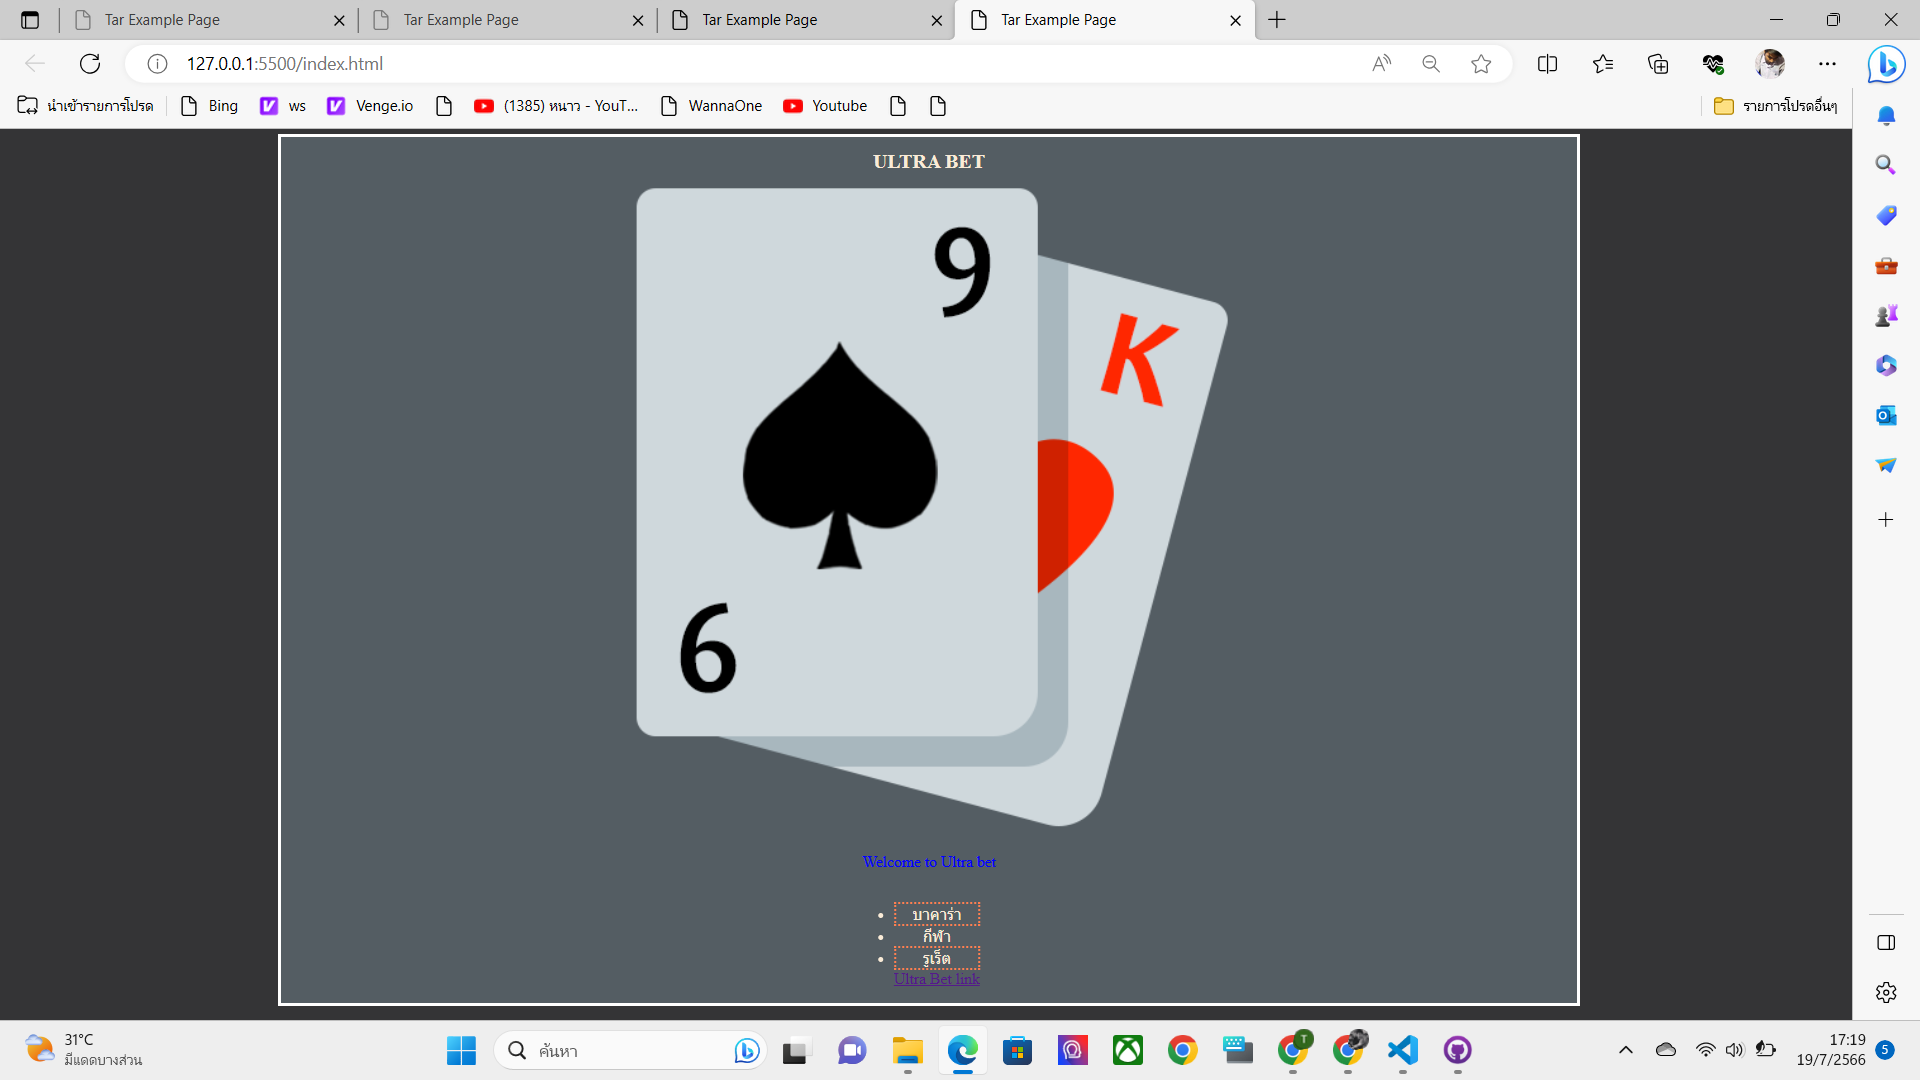 Tar Example Page
Tar Example Page
Tar Example Page
Tar Example Page
127.0.0.1:5500/index.html
นำเข้ารายการโปรด
Bing
ws
Venge.io
(1385) หนาว - YouT...
WannaOne
Youtube
รายการโปรดอื่นๆ
ULTRA BET
9
K
6
Welcome to Ultra bet
บาคาร่า
กีฬา
รูเร็ต
Ultra Bet link
31°C
มีแดดบางส่วน
ค้นหา
T
17:19
19/7/2566
5